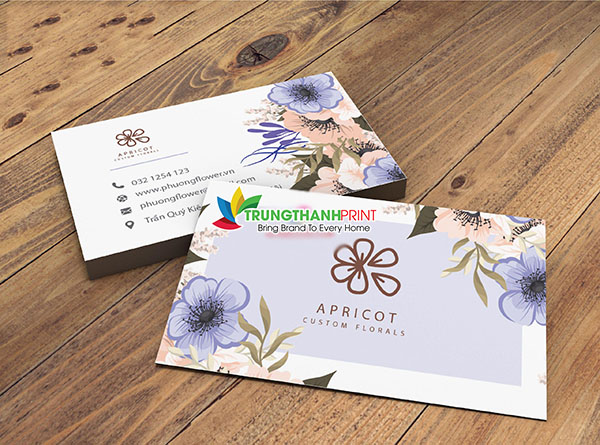 APRICOT
CUSTOM FLORALS
032 1254 123
www.phuongflower.vn
phuongflower
Trần Quý Kiê
TRUNGTHANHPRINT
Bring Brand To Every Home
APRICOT
CUSTOM FLORALS